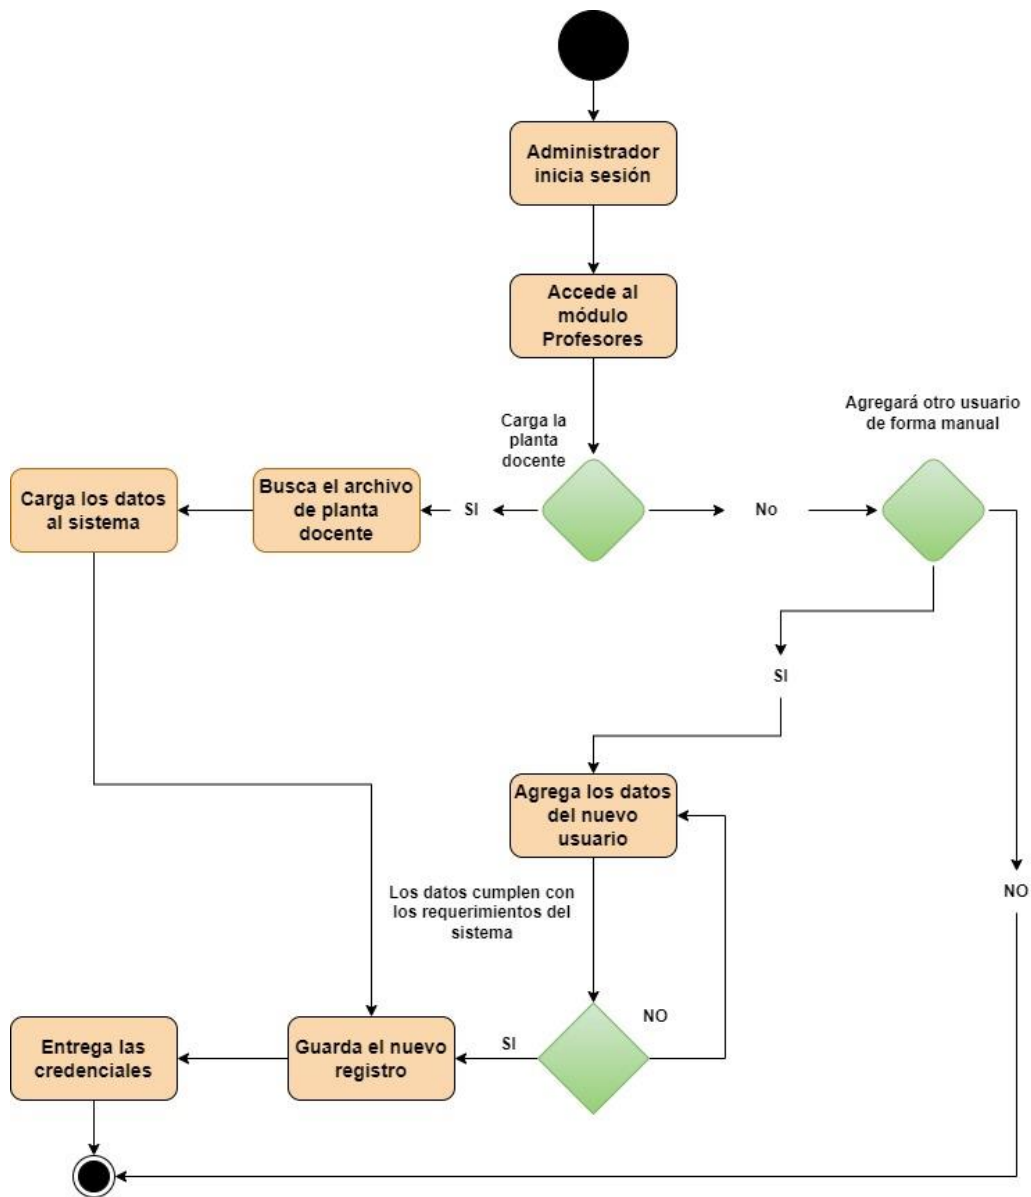 Administrador
inicia sesión
Accede al
módulo
Profesores
Carga la
planta
docente
Agregará otro usuario
de forma manual
Carga los datos
al sistema
Busca el archivo
de planta
docente
SI
No
SI
Agrega los datos
del nuevo
usuario
Los datos cumplen con
los requerimientos del
sistema
NO
Entrega las
credenciales
Guarda el nuevo
registro
SI
NO